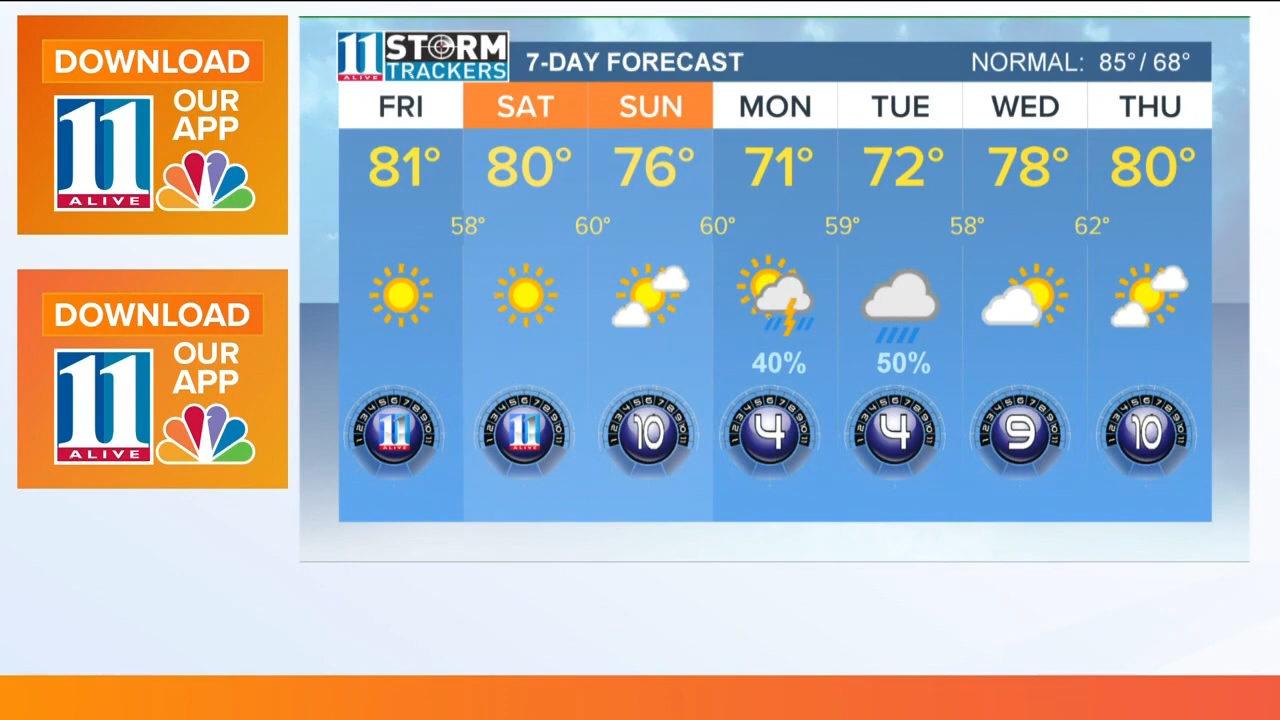 DOWNLOAD
11
ALIVE
OUR
APP
DOWNLOAD
11
ALIVE
OUR
APP
11
ALIVE
STORM
TRACKERS
7-DAY FORECAST
NORMAL: 85°/ 68°
FRI SAT SUN MON TUE WED THU
81° 80° 76° 71° 72° 78° 80°
58° 60° 60° 59° 58° 62°
40% 50%
11 11 10 4 4 9 10